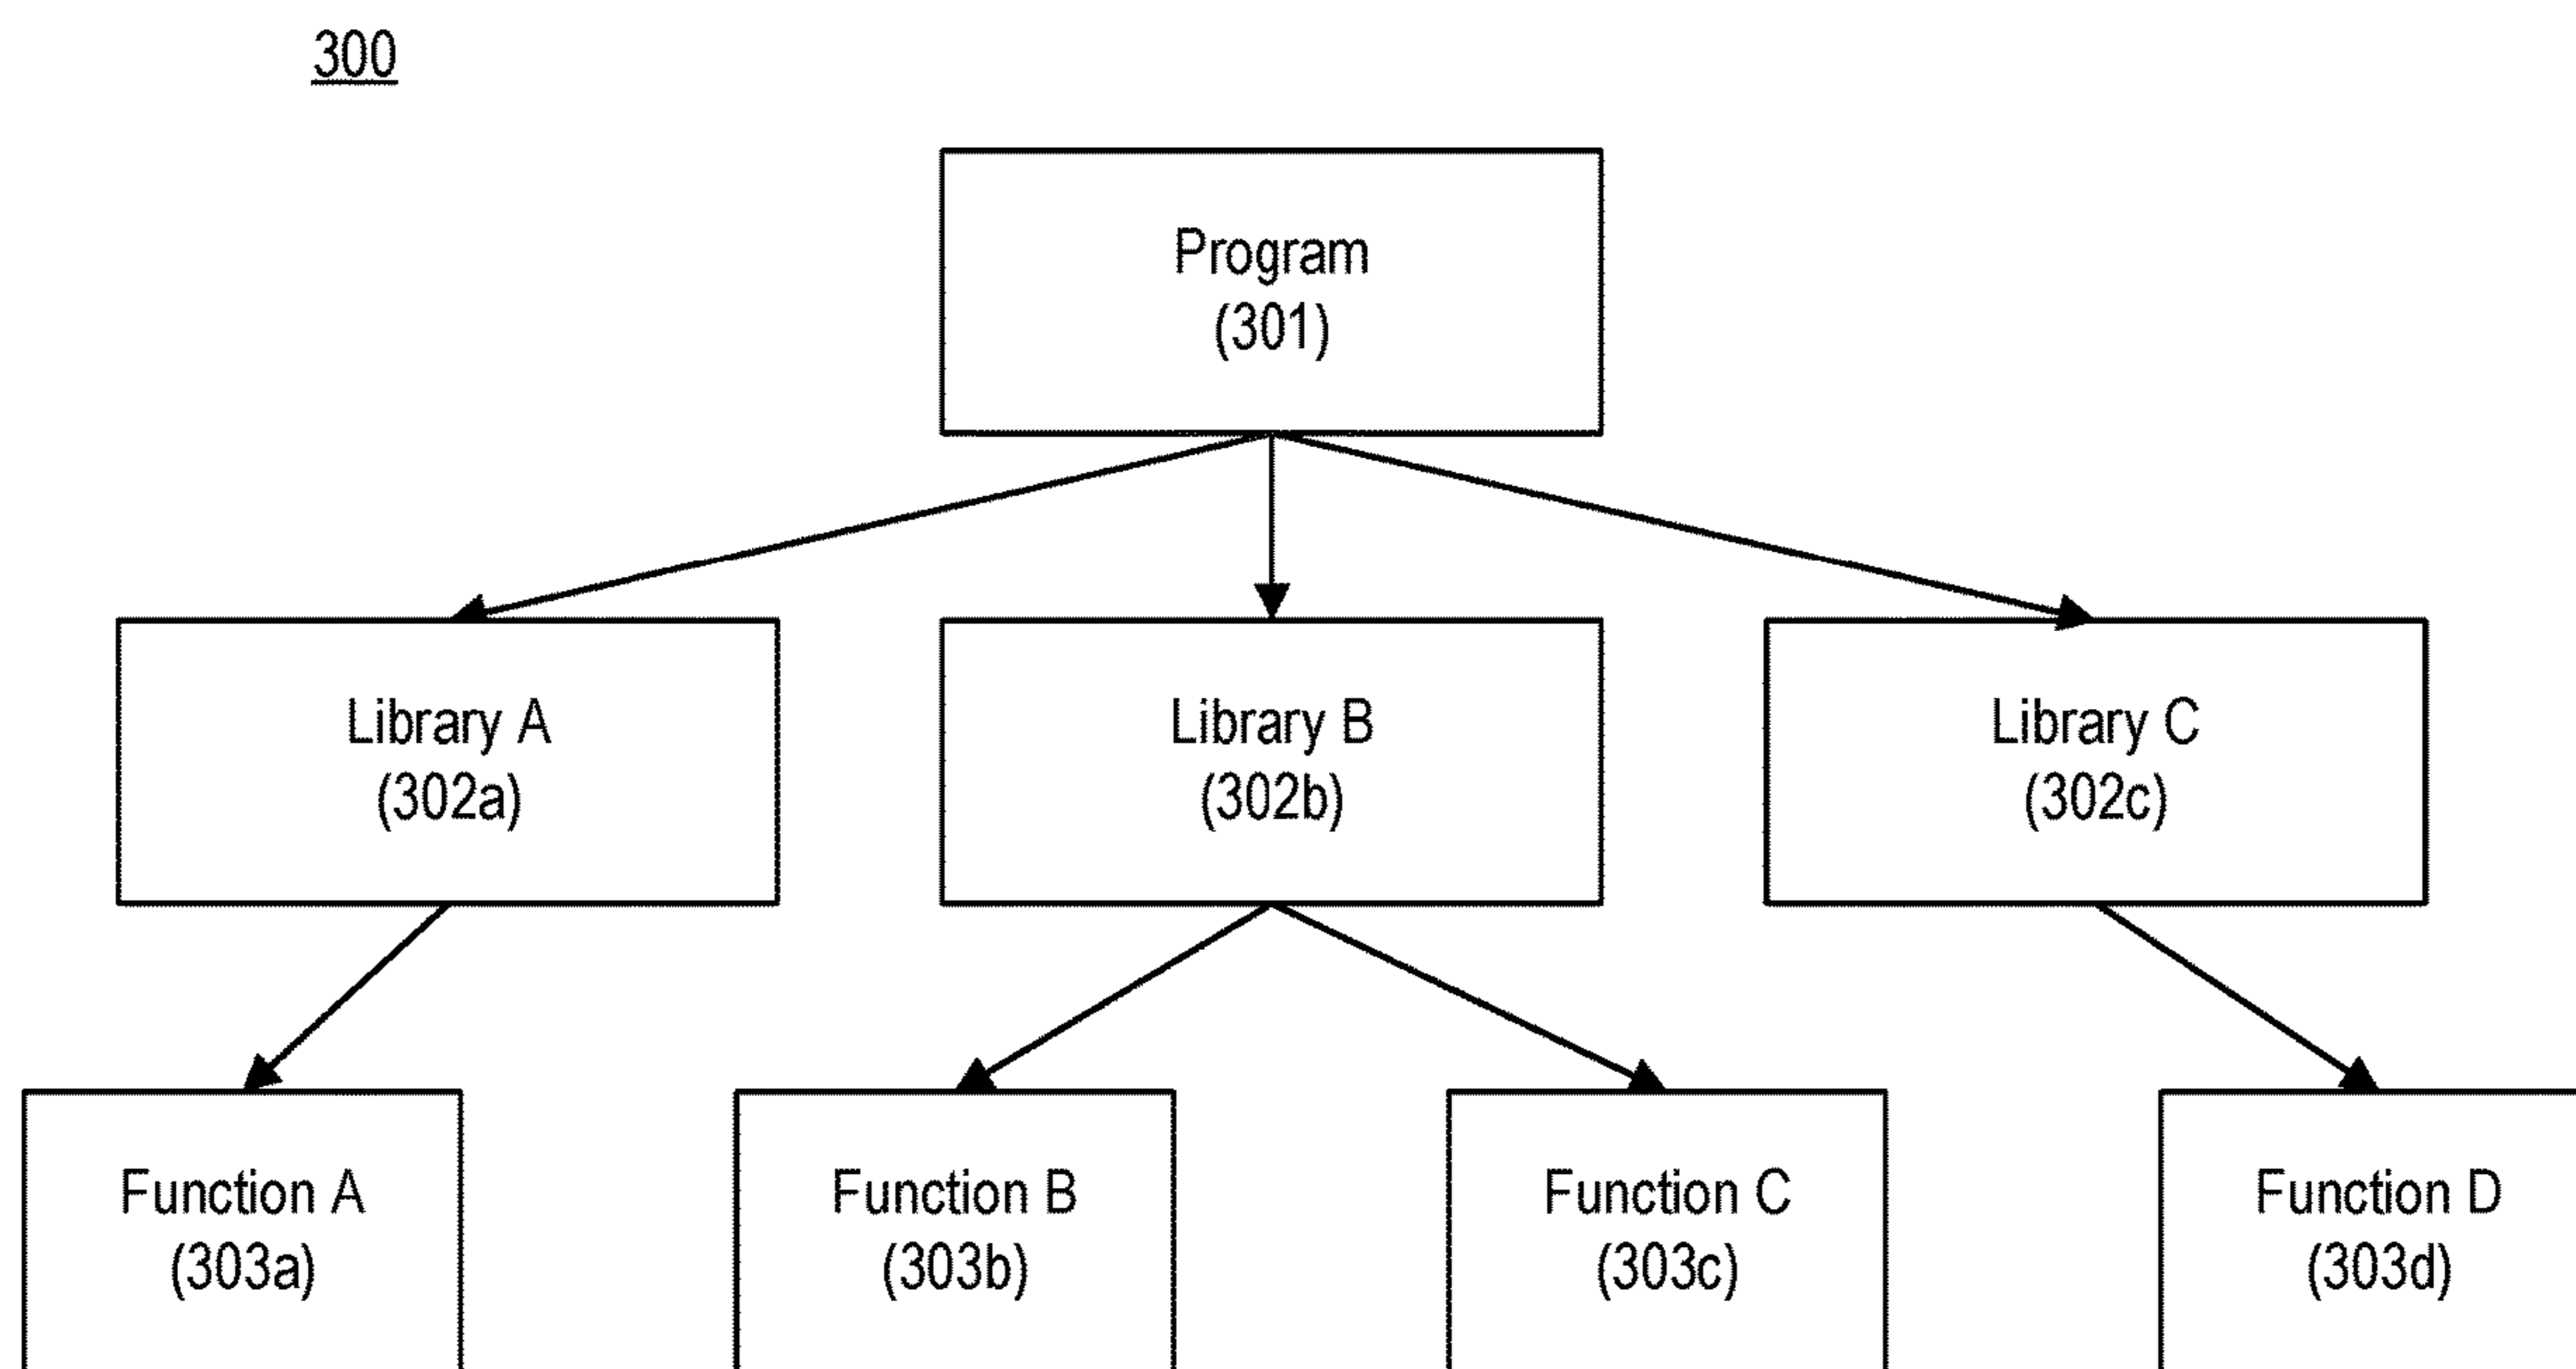 300
Program
(301)
Library A
(302a)
Library B
(302b)
Library C
(302c)
Function A
(303a)
Function B
(303b)
Function C
(303c)
Function D
(303d)